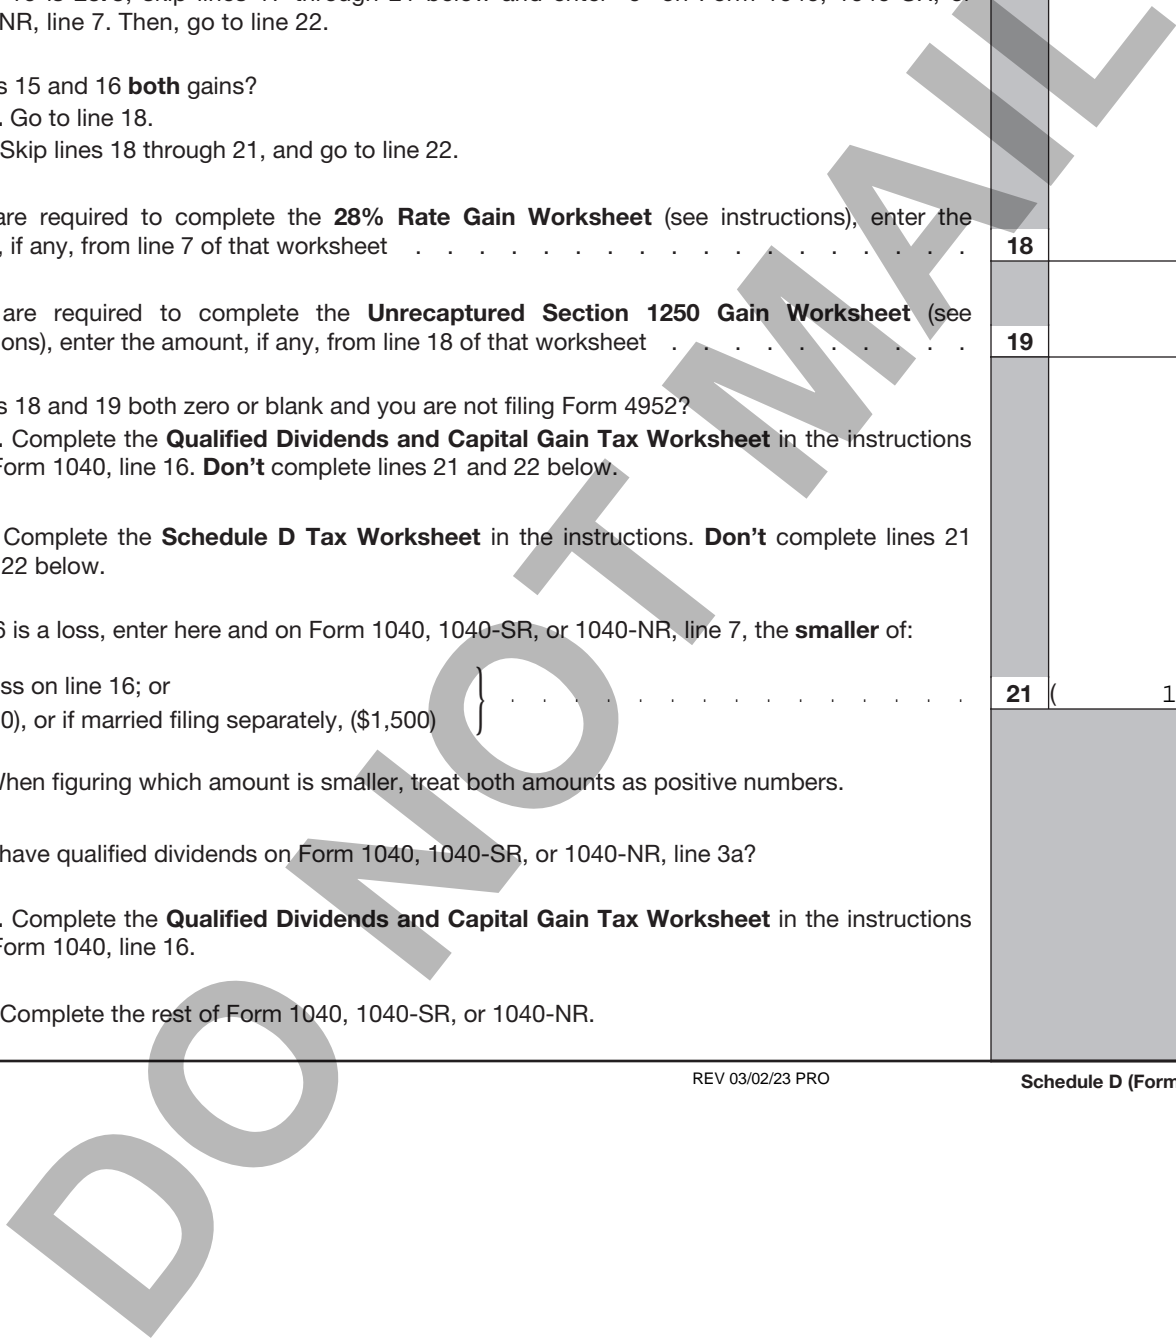 NR, line 7. Then, go to line 22.
s 15 and 16 both gains?
. Go to line 18.
Skip lines 18 through 21, and go to line 22.
are required to complete the 28% Rate Gain Worksheet (see instructions), enter the
, if any, from line 7 of that worksheet . . . . . . . . . . . . . . . . . . 18
are required to complete the Unrecaptured Section 1250 Gain Worksheet (see
ons), enter the amount, if any, from line 18 of that worksheet . . . . . . . . . . 19
s 18 and 19 both zero or blank and you are not filing Form 4952?
. Complete the Qualified Dividends and Capital Gain Tax Worksheet in the instructions
Form 1040, line 16. Don't complete lines 21 and 22 below.
Complete the Schedule D Tax Worksheet in the instructions. Don't complete lines 21
22 below.
6 is a loss, enter here and on Form 1040, 1040-SR, or 1040-NR, line 7, the smaller of:
ss on line 16; or
0), or if married filing separately, ($1,500) } . . . . . . . . . . . . . . . 21 ( 1
When figuring which amount is smaller, treat both amounts as positive numbers.
have qualified dividends on Form 1040, 1040-SR, or 1040-NR, line 3a?
. Complete the Qualified Dividends and Capital Gain Tax Worksheet in the instructions
Form 1040, line 16.
Complete the rest of Form 1040, 1040-SR, or 1040-NR.
REV 03/02/23 PRO Schedule D (Form
DO NOT MAIL